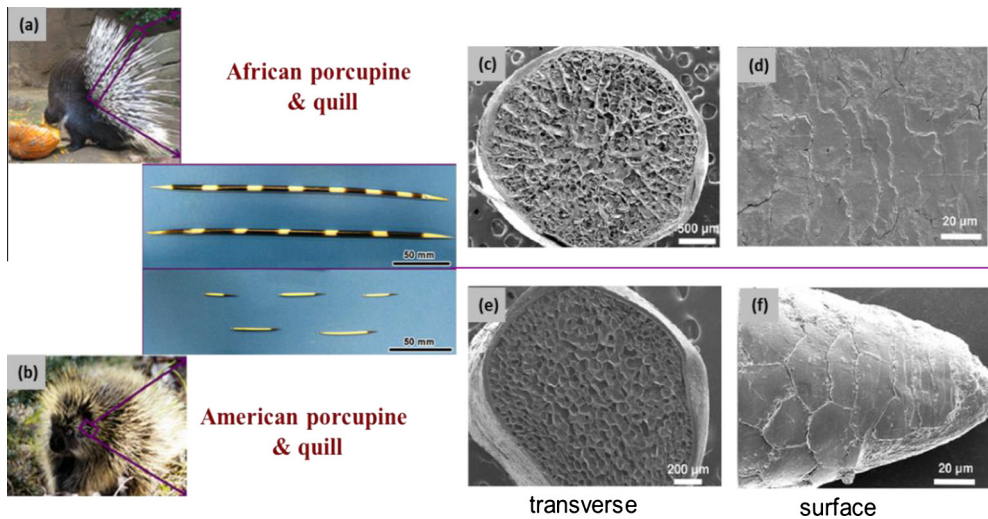 (a)
African porcupine
& quill
(c)
500 µm
(d)
20 µm
50 mm
50 mm
(b)
American porcupine
& quill
(e)
200 µm
(f)
20 µm
transverse
surface